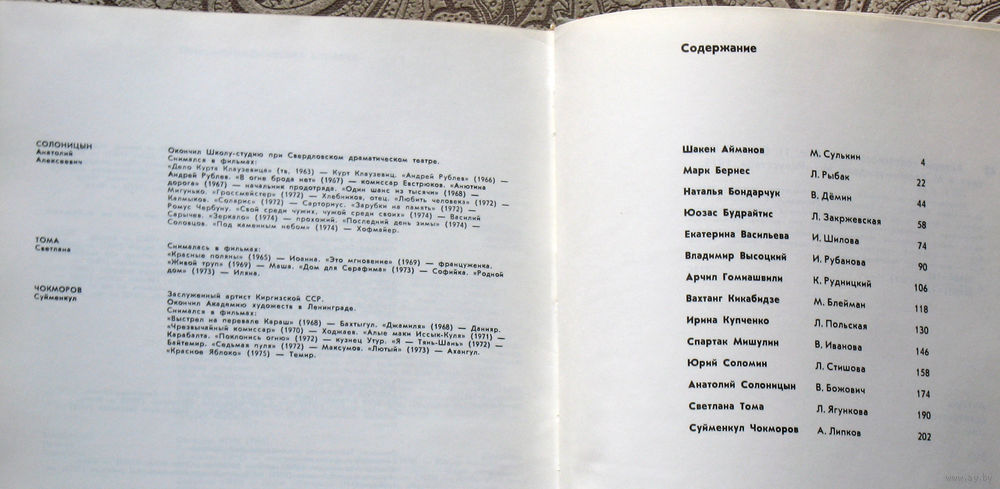 СОЛОНИЦЫН
Анатолий
Алексеевич
Окончил Школу-студию при Свердловском драматическом театре.
Снимался в фильмах:
«Дело Курта Клаузевица» (тв. 1963) — Курт Клаузевиц. «Андрей Рублев» (1966) —
Андрей Рублев. «В огне брода нет» (1967) — комиссар Евстрюков. «Анютина
дорога» (1967) — начальник продотряда. «Один шанс из тысячи» (1968) —
Мигунько. «Гроссмейстер» (1972) — Хлебников, отец. «Любить человека» (1972) —
Калмыков. «Солярис» (1972) — Сарториус. «Зарубки на память» (1972) —
Ромус Чербуну. «Свой среди чужих, чужой среди своих» (1974) — Василий
Сарычев. «Зеркало» (1974) — прохожий. «Последний день зимы» (1974) —
Соловцов. «Под каменным небом» (1974) — Хофмайер.
ТОМА
Светлана
Снималась в фильмах:
«Красные поляны» (1965) — Иоанна. «Это мгновение» (1969) — француженка.
«Живой труп» (1969) — Маша. «Дом для Серафима» (1973) — Софийка. «Родной
дом» (1973) — Иляна.
ЧОКМОРОВ
Суйменкул
Заслуженный артист Киргизской ССР.
Окончил Академию художеств в Ленинграде.
Снимался в фильмах:
«Выстрел на перевале Караш» (1968) — Бахтыгул. «Джамиля» (1968) — Данияр.
«Чрезвычайный комиссар» (1970) — Ходжаев. «Алые маки Иссык-Куля» (1971) —
Карабалта. «Поклонись огню» (1972) — кузнец Утур. «Я — Тянь-Шань» (1972) —
Байтемир. «Седьмая пуля» (1972) — Максумов. «Лютый» (1973) — Ахангул.
«Красное Яблоко» (1975) — Темир.
Содержание
Шакен Айманов М. Сулькин 4
Марк Бернес Л. Рыбак 22
Наталья Бондарчук В. Дёмин 44
Юозас Будрайтис Л. Закржевская 58
Екатерина Васильева И. Шилова 74
Владимир Высоцкий И. Рубанова 90
Арчил Гомиашвили К. Рудницкий 106
Вахтанг Кикабидзе М. Блейман 118
Ирина Купченко Л. Польская 130
Спартак Мишулин В. Иванова 146
Юрий Соломин Л. Стишова 158
Анатолий Солоницын В. Божович 174
Светлана Тома Л. Ягункова 190
Суйменкул Чокморов А. Липков 202
www.ay.by